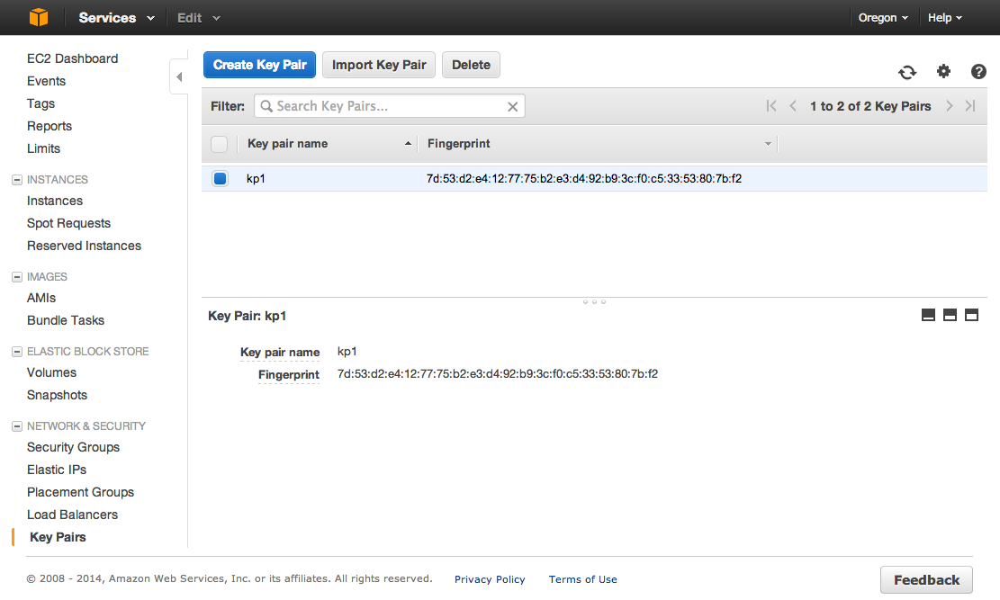 Services Edit Oregon Help
EC2 Dashboard
Events
Tags
Reports
Limits
INSTANCES
Instances
Spot Requests
Reserved Instances
IMAGES
AMIs
Bundle Tasks
ELASTIC BLOCK STORE
Volumes
Snapshots
NETWORK & SECURITY
Security Groups
Elastic IPs
Placement Groups
Load Balancers
Key Pairs
Create Key Pair Import Key Pair Delete
Filter: Search Key Pairs... 1 to 2 of 2 Key Pairs
Key pair name Fingerprint
kp1 7d:53:d2:e4:12:77:75:b2:e3:d4:92:b9:3c:f0:c5:33:53:80:7b:f2
Key Pair: kp1
Key pair name kp1
Fingerprint 7d:53:d2:e4:12:77:75:b2:e3:d4:92:b9:3c:f0:c5:33:53:80:7b:f2
© 2008 - 2014, Amazon Web Services, Inc. or its affiliates. All rights reserved. Privacy Policy Terms of Use Feedback